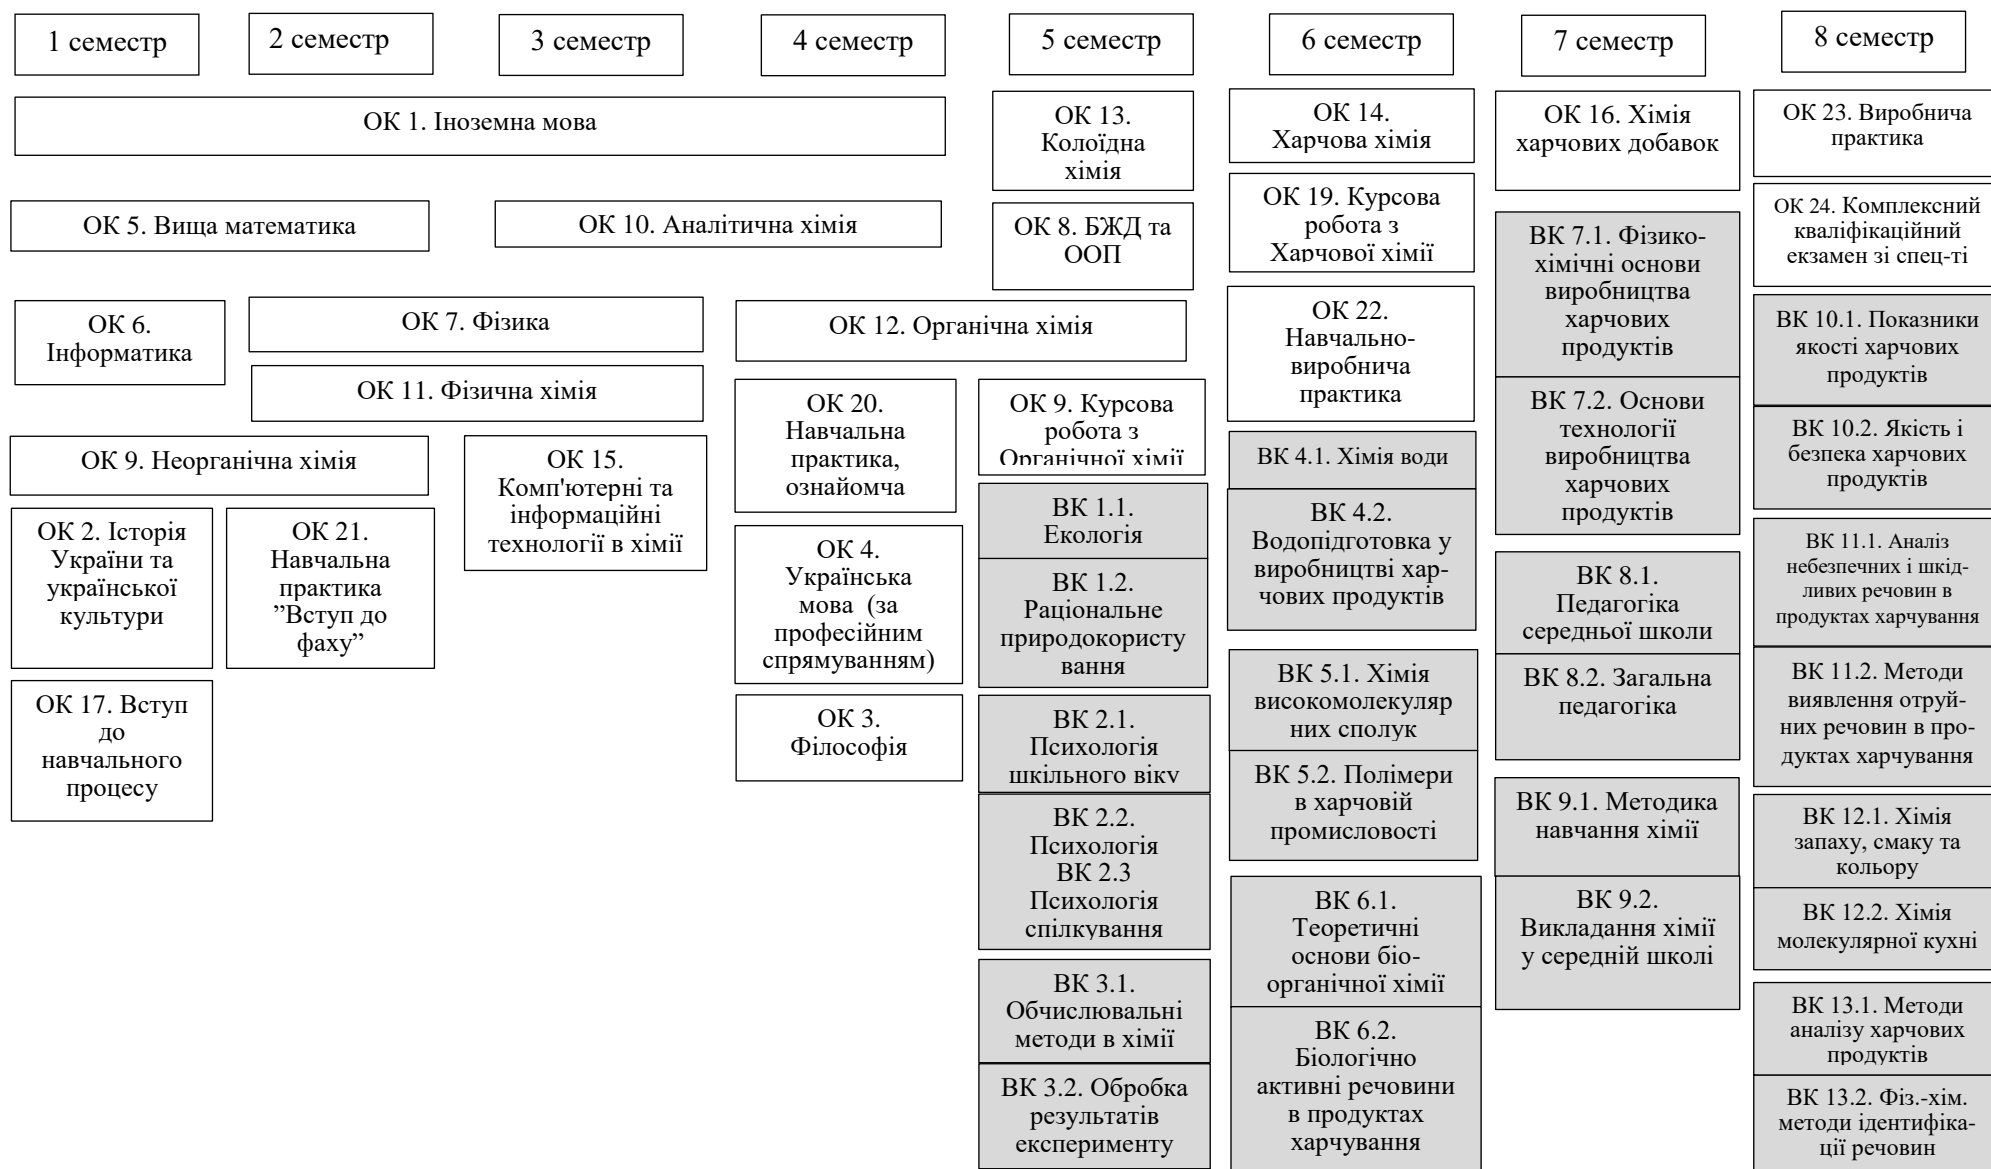 1 семестр
2 семестр
3 семестр
4 семестр
5 семестр
6 семестр
7 семестр
8 семестр
ОК 1. Іноземна мова
ОК 5. Вища математика
ОК 10. Аналітична хімія
ОК 6.
Інформатика
ОК 7. Фізика
ОК 12. Органічна хімія
ОК 11. Фізична хімія
ОК 9. Неорганічна хімія
ОК 2. Історія
України та
української
культури
ОК 17. Вступ
до
навчального
процесу
ОК 21.
Навчальна
практика
”Вступ до
фаху”
ОК 15.
Комп'ютерні та
інформаційні
технології в хімії
ОК 20.
Навчальна
практика,
ознайомча
ОК 4.
Українська
мова (за
професійним
спрямуванням)
ОК 3.
Філософія
ОК 13.
Колоїдна
хімія
ОК 8. БЖД та
ООП
ОК 9. Курсова
робота з
Органічної хімії
ВК 1.1.
Екологія
ВК 1.2.
Раціональне
природокористу
вання
ВК 2.1.
Психологія
шкільного віку
ВК 2.2.
Психологія
ВК 2.3
Психологія
спілкування
ВК 3.1.
Обчислювальні
методи в хімії
ВК 3.2. Обробка
результатів
експерименту
ОК 14.
Харчова хімія
ОК 19. Курсова
робота з
Харчової хімії
ОК 22.
Навчально-
виробнича
практика
ВК 4.1. Хімія води
ВК 4.2.
Водопідготовка у
виробництві хар-
чових продуктів
ВК 5.1. Хімія
високомолекуляр
них сполук
ВК 5.2. Полімери
в харчовій
промисловості
ВК 6.1.
Теоретичні
основи біо-
органічної хімії
ВК 6.2.
Біологічно
активні речовини
в продуктах
харчування
ОК 16. Хімія
харчових добавок
ВК 7.1. Фізико-
хімічні основи
виробництва
харчових
продуктів
ВК 7.2. Основи
технології
виробництва
харчових
продуктів
ВК 8.1.
Педагогіка
середньої школи
ВК 8.2. Загальна
педагогіка
ВК 9.1. Методика
навчання хімії
ВК 9.2.
Викладання хімії
у середній школі
ОК 23. Виробнича
практика
ОК 24. Комплексний
кваліфікаційний
екзамен зі спец-ті
ВК 10.1. Показники
якості харчових
продуктів
ВК 10.2. Якість і
безпека харчових
продуктів
ВК 11.1. Аналіз
небезпечних і шкід-
ливих речовин в
продуктах харчування
ВК 11.2. Методи
виявлення отруй-
них речовин в про-
дуктах харчування
ВК 12.1. Хімія
запаху, смаку та
кольору
ВК 12.2. Хімія
молекулярної кухні
ВК 13.1. Методи
аналізу харчових
продуктів
ВК 13.2. Фіз.-хім.
методи ідентифіка-
ції речовин